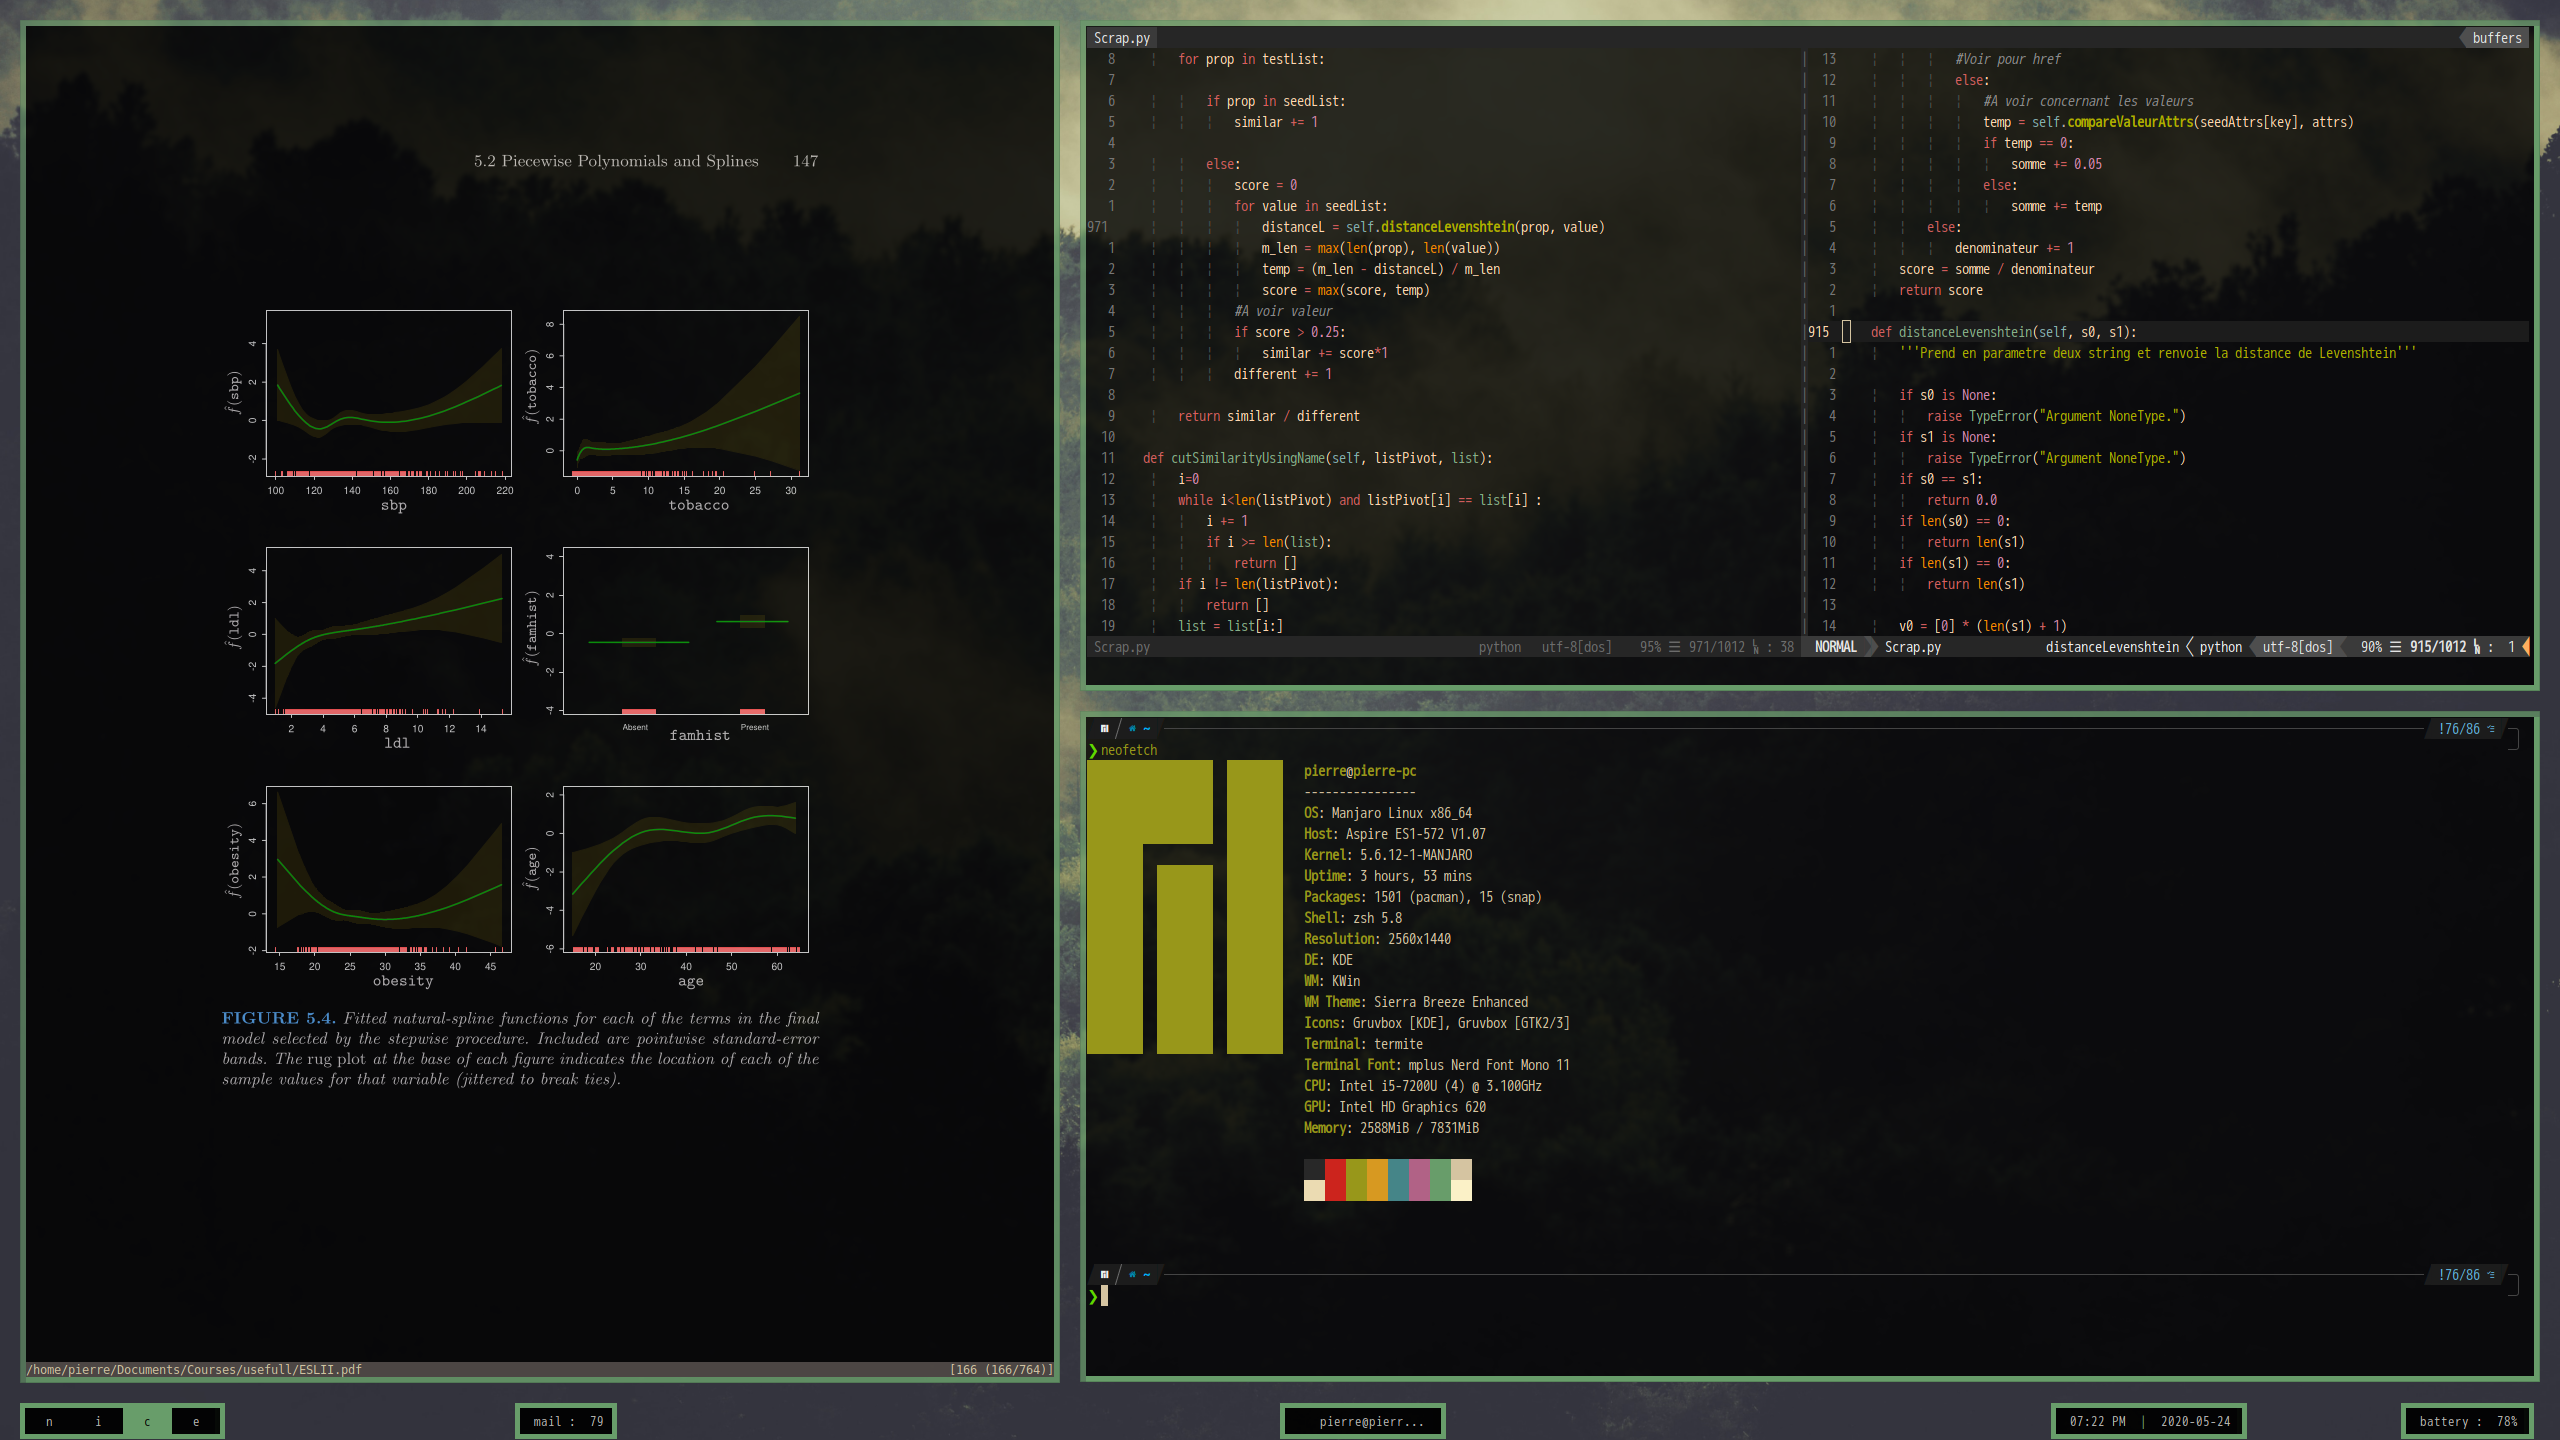 5.2 Piecewise Polynomials and Splines 147
f̂(sbp)
-2 0 2 4
100 120 140 160 180 200 220
sbp
f̂(tobacco)
0 2 4 6 8
0 5 10 15 20 25 30
tobacco
f̂(ldl)
-4 -2 0 2 4
2 4 6 8 10 12 14
ldl
f̂(famhist)
-4 -2 0 2 4
Absent Present
famhist
f̂(obesity)
-2 0 2 4 6
15 20 25 30 35 40 45
obesity
f̂(age)
-6 -4 -2 0 2
20 30 40 50 60
age
FIGURE 5.4. Fitted natural-spline functions for each of the terms in the final
model selected by the stepwise procedure. Included are pointwise standard-error
bands. The rug plot at the base of each figure indicates the location of each of the
sample values for that variable (jittered to break ties).
/home/pierre/Documents/Courses/usefull/ESLII.pdf [166 (166/764)]
Scrap.py buffers
8 for prop in testList:
7
6 if prop in seedList:
5 similar += 1
4
3 else:
2 score = 0
1 for value in seedList:
971 distanceL = self.distanceLevenshtein(prop, value)
1 m_len = max(len(prop), len(value))
2 temp = (m_len - distanceL) / m_len
3 score = max(score, temp)
4 #A voir valeur
5 if score > 0.25:
6 similar += score*1
7 different += 1
8
9 return similar / different
10
11 def cutSimilarityUsingName(self, listPivot, list):
12 i=0
13 while i<len(listPivot) and listPivot[i] == list[i] :
14 i += 1
15 if i >= len(list):
16 return []
17 if i != len(listPivot):
18 return []
19 list = list[i:]
Scrap.py python utf-8[dos] 95% ☰ 971/1012 : 38
13 #Voir pour href
12 else:
11 #A voir concernant les valeurs
10 temp = self.compareValeurAttrs(seedAttrs[key], attrs)
9 if temp == 0:
8 somme += 0.05
7 else:
6 somme += temp
5 else:
4 denominateur += 1
3 score = somme / denominateur
2 return score
1
915 def distanceLevenshtein(self, s0, s1):
1 '''Prend en parametre deux string et renvoie la distance de Levenshtein'''
2
3 if s0 is None:
4 raise TypeError("Argument NoneType.")
5 if s1 is None:
6 raise TypeError("Argument NoneType.")
7 if s0 == s1:
8 return 0.0
9 if len(s0) == 0:
10 return len(s1)
11 if len(s1) == 0:
12 return len(s1)
13
14 v0 = [0] * (len(s1) + 1)
NORMAL Scrap.py distanceLevenshtein python utf-8[dos] 90% ☰ 915/1012 : 1
~ !76/86
❯neofetch
pierre@pierre-pc
----------------
OS: Manjaro Linux x86_64
Host: Aspire ES1-572 V1.07
Kernel: 5.6.12-1-MANJARO
Uptime: 3 hours, 53 mins
Packages: 1501 (pacman), 15 (snap)
Shell: zsh 5.8
Resolution: 2560x1440
DE: KDE
WM: KWin
WM Theme: Sierra Breeze Enhanced
Icons: Gruvbox [KDE], Gruvbox [GTK2/3]
Terminal: termite
Terminal Font: mplus Nerd Font Mono 11
CPU: Intel i5-7200U (4) @ 3.100GHz
GPU: Intel HD Graphics 620
Memory: 2588MiB / 7831MiB
~ !76/86
❯
n i c e
mail : 79
pierre@pierr...
07:22 PM | 2020-05-24
battery : 78%